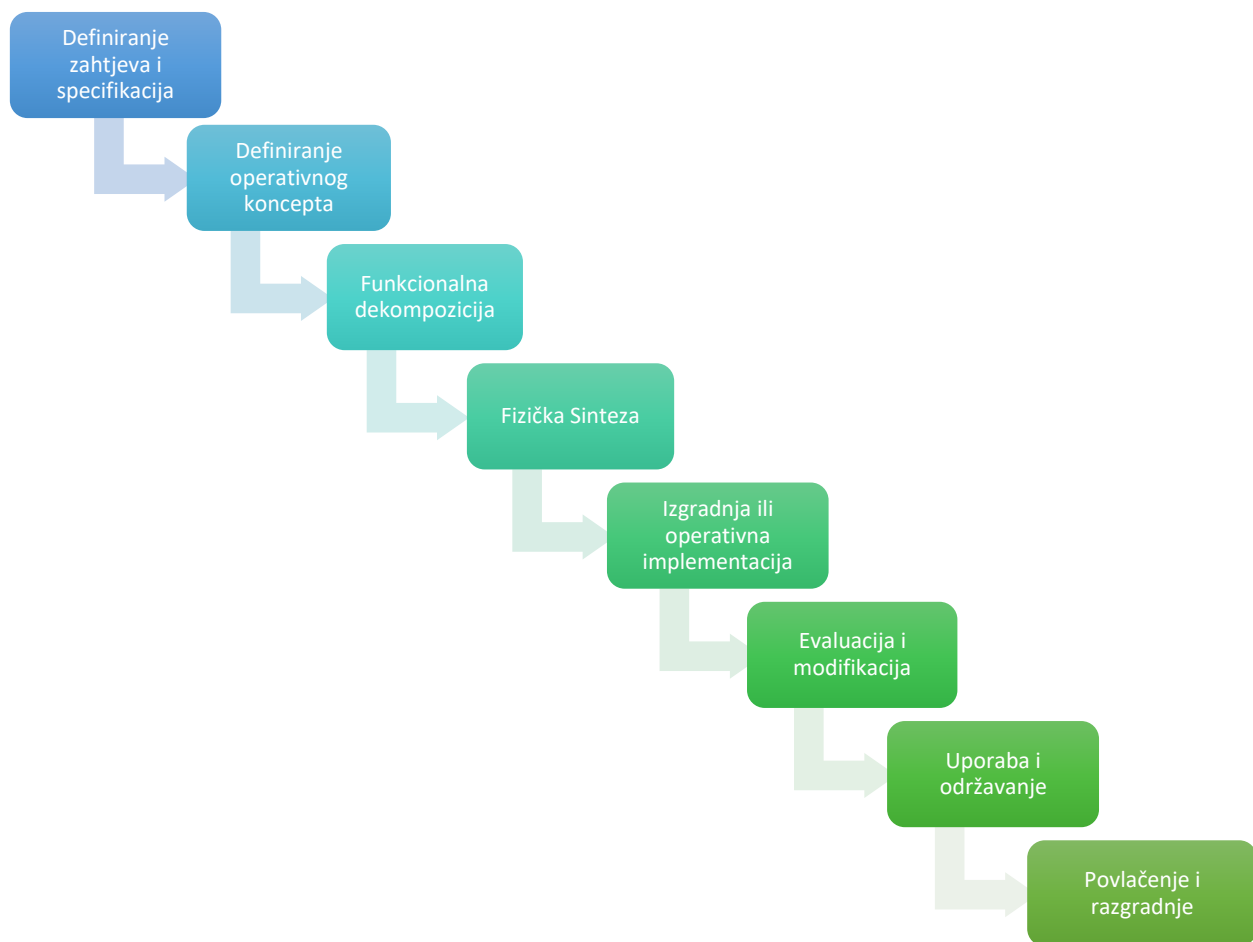 Definiranje
zahtjeva i
specifikacija
Definiranje
operativnog
koncepta
Funkcionalna
dekompozicija
Fizička Sinteza
Izgradnja ili
operativna
implementacija
Evaluacija i
modifikacija
Uporaba i
održavanje
Povlačenje i
razgradnje